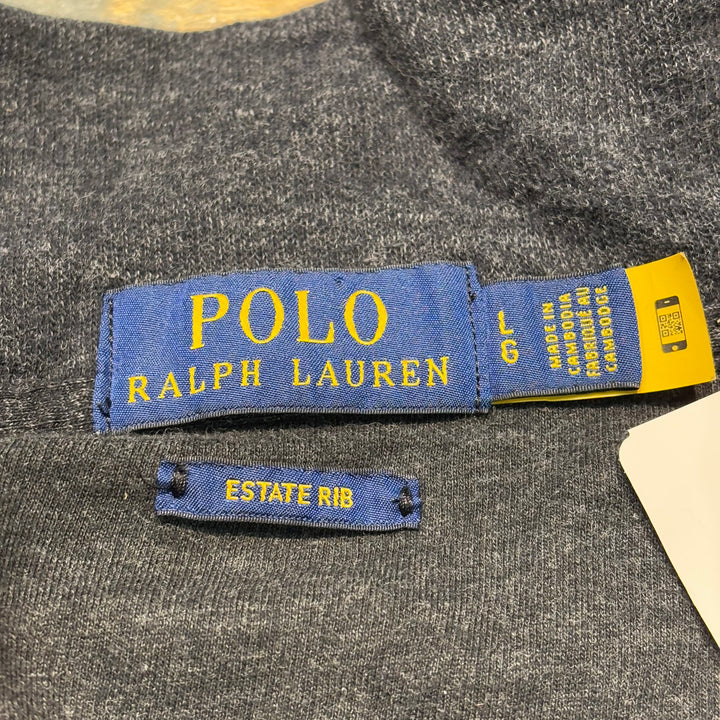 POLO
RALPH LAUREN
L
G
MADE IN
CAMBODIA
FABRIQUÉ AU
CAMBODGE
ESTATE RIB